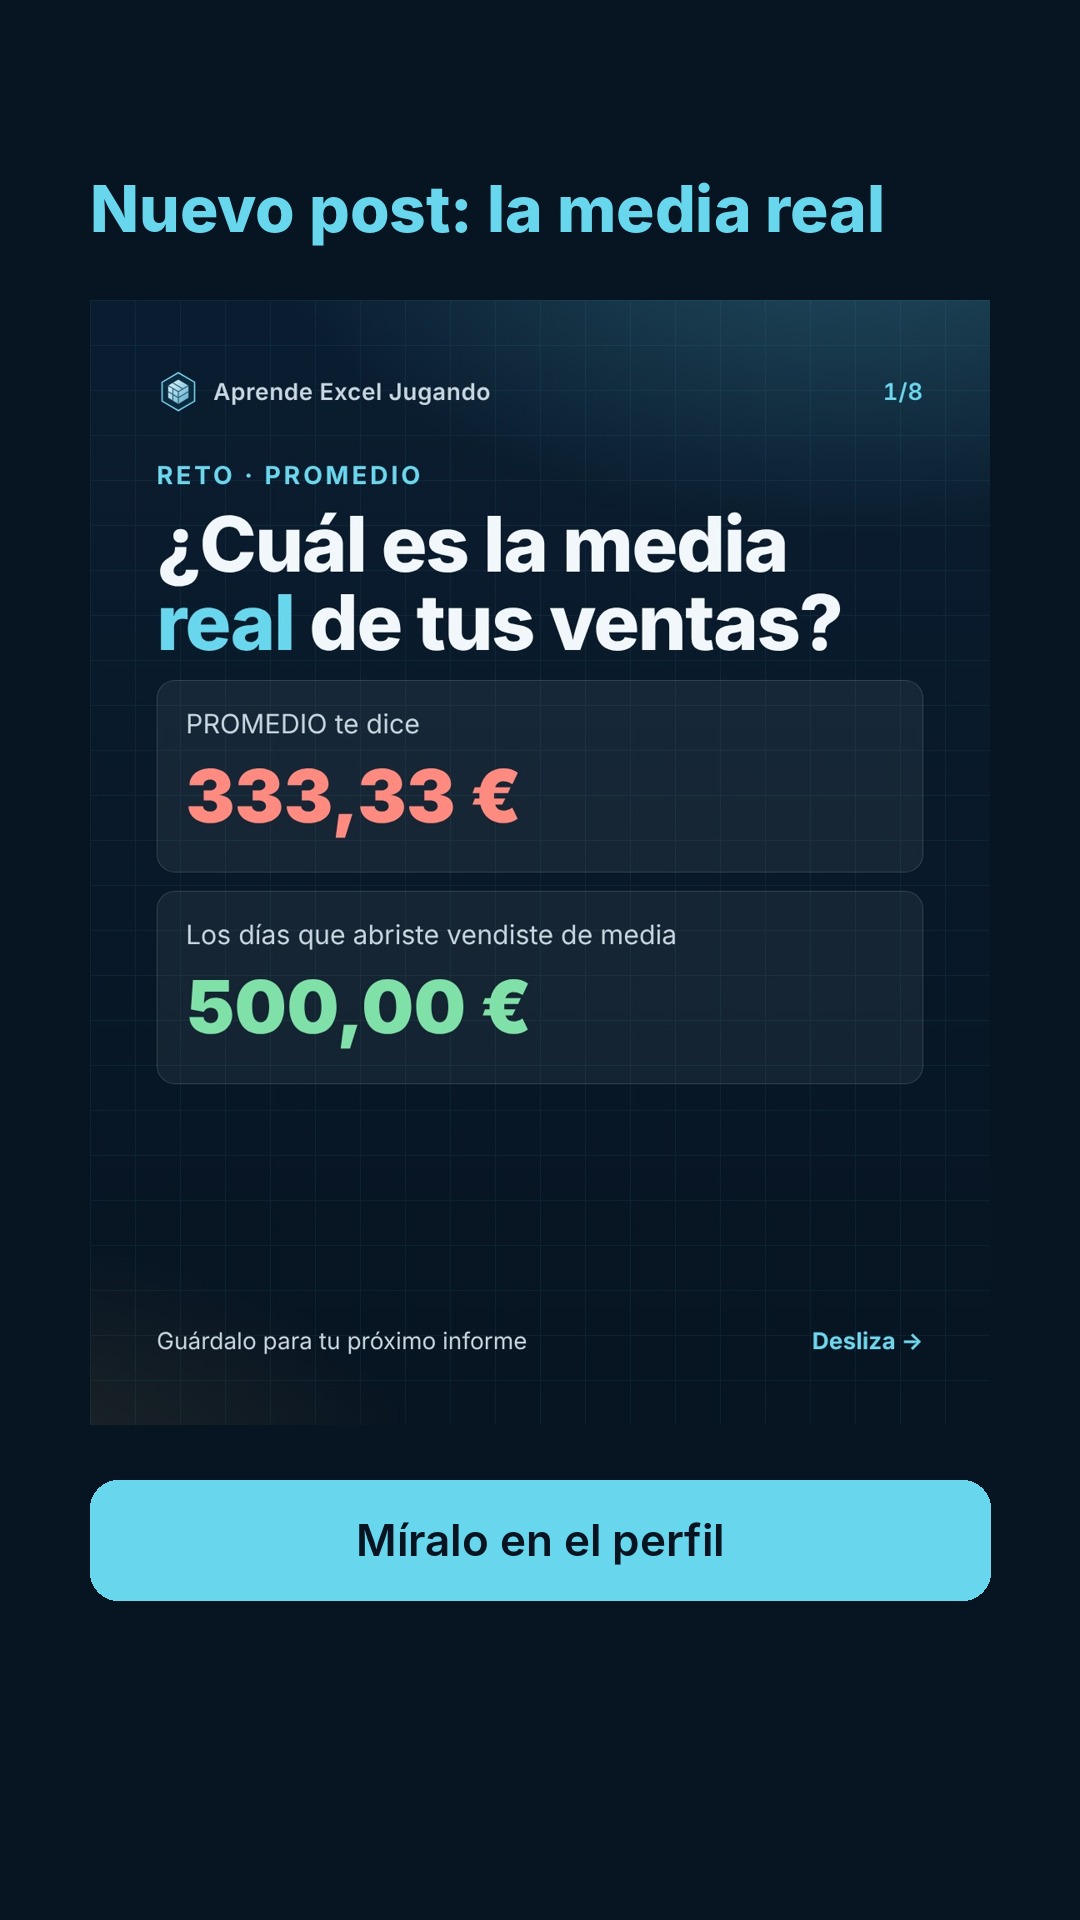 Nuevo post: la media real
Aprende Excel Jugando
1/8
RETO · PROMEDIO
¿Cuál es la media
real de tus ventas?
PROMEDIO te dice
333,33 €
Los días que abriste vendiste de media
500,00 €
Guárdalo para tu próximo informe
Desliza →
Míralo en el perfil